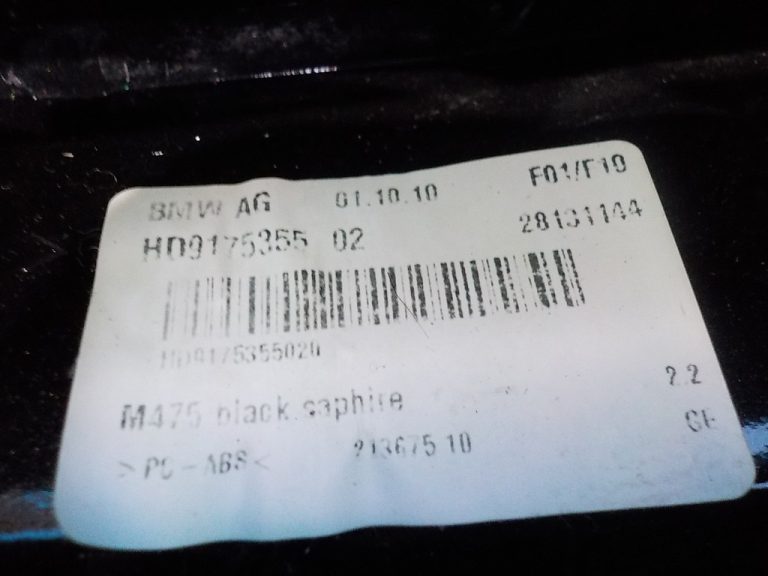 BMW AG 01.10.10 F01/F10
HD9175355 02 28131144
HD9175355020
M475 black.saphire 2.2
>PC-ABS< 213675 10 GE